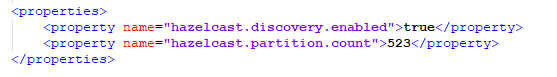 <properties>
    <property name="hazelcast.discovery.enabled">true</property>
    <property name="hazelcast.partition.count">523</property>
</properties>